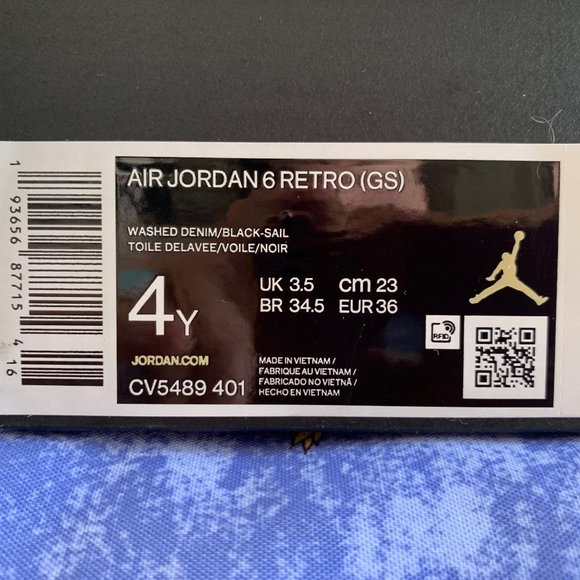 AIR JORDAN 6 RETRO (GS)
WASHED DENIM/BLACK-SAIL
TOILE DELAVEE/VOILE/NOIR
4Y
UK 3.5 cm 23
BR 34.5 EUR 36
RFID
JORDAN.COM
CV5489 401
MADE IN VIETNAM/
FABRIQUE AU VIETNAM/
FABRICADO NO VIETNÃ/
HECHO EN VIETNAM
1 93656 87715 4 16